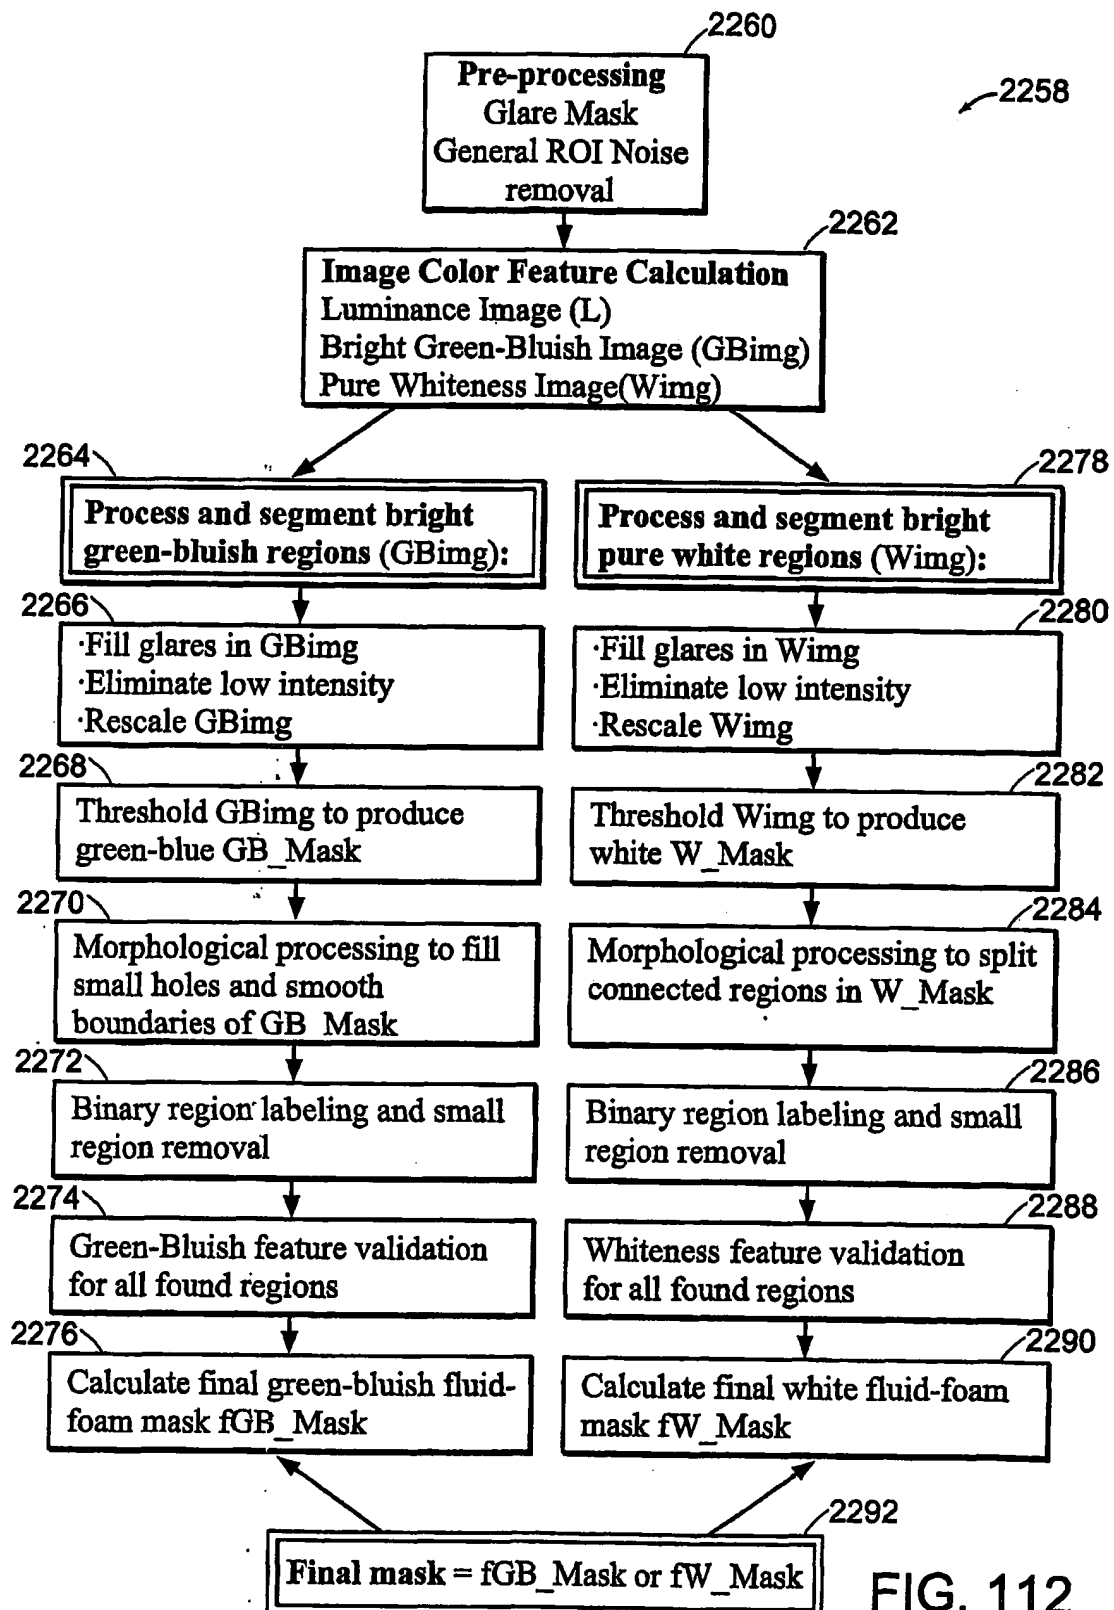 2260
Pre-processing
Glare Mask
General ROI Noise
removal
2258
2262
Image Color Feature Calculation
Luminance Image (L)
Bright Green-Bluish Image (GBimg)
Pure Whiteness Image(Wimg)
2264
Process and segment bright
green-bluish regions (GBimg):
2266
·Fill glares in GBimg
·Eliminate low intensity
·Rescale GBimg
2268
Threshold GBimg to produce
green-blue GB_Mask
2270
Morphological processing to fill
small holes and smooth
boundaries of GB_Mask
2272
Binary region labeling and small
region removal
2274
Green-Bluish feature validation
for all found regions
2276
Calculate final green-bluish fluid-
foam mask fGB_Mask
2278
Process and segment bright
pure white regions (Wimg):
2280
·Fill glares in Wimg
·Eliminate low intensity
·Rescale Wimg
2282
Threshold Wimg to produce
white W_Mask
2284
Morphological processing to split
connected regions in W_Mask
2286
Binary region labeling and small
region removal
2288
Whiteness feature validation
for all found regions
2290
Calculate final white fluid-foam
mask fW_Mask
2292
Final mask = fGB_Mask or fW_Mask
FIG. 112